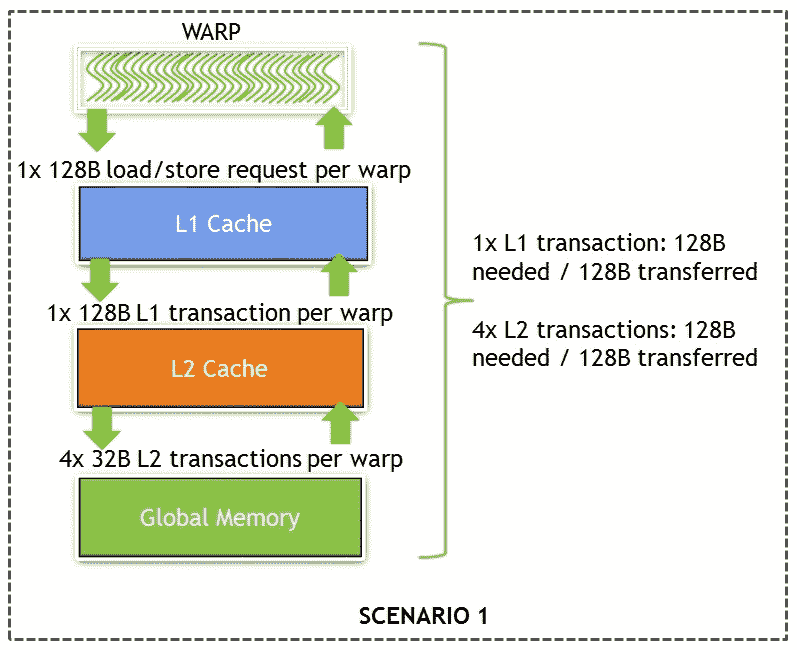 WARP
1x 128B load/store request per warp
L1 Cache
1x 128B L1 transaction per warp
L2 Cache
4x 32B L2 transactions per warp
Global Memory
1x L1 transaction: 128B
needed / 128B transferred
4x L2 transactions: 128B
needed / 128B transferred
SCENARIO 1